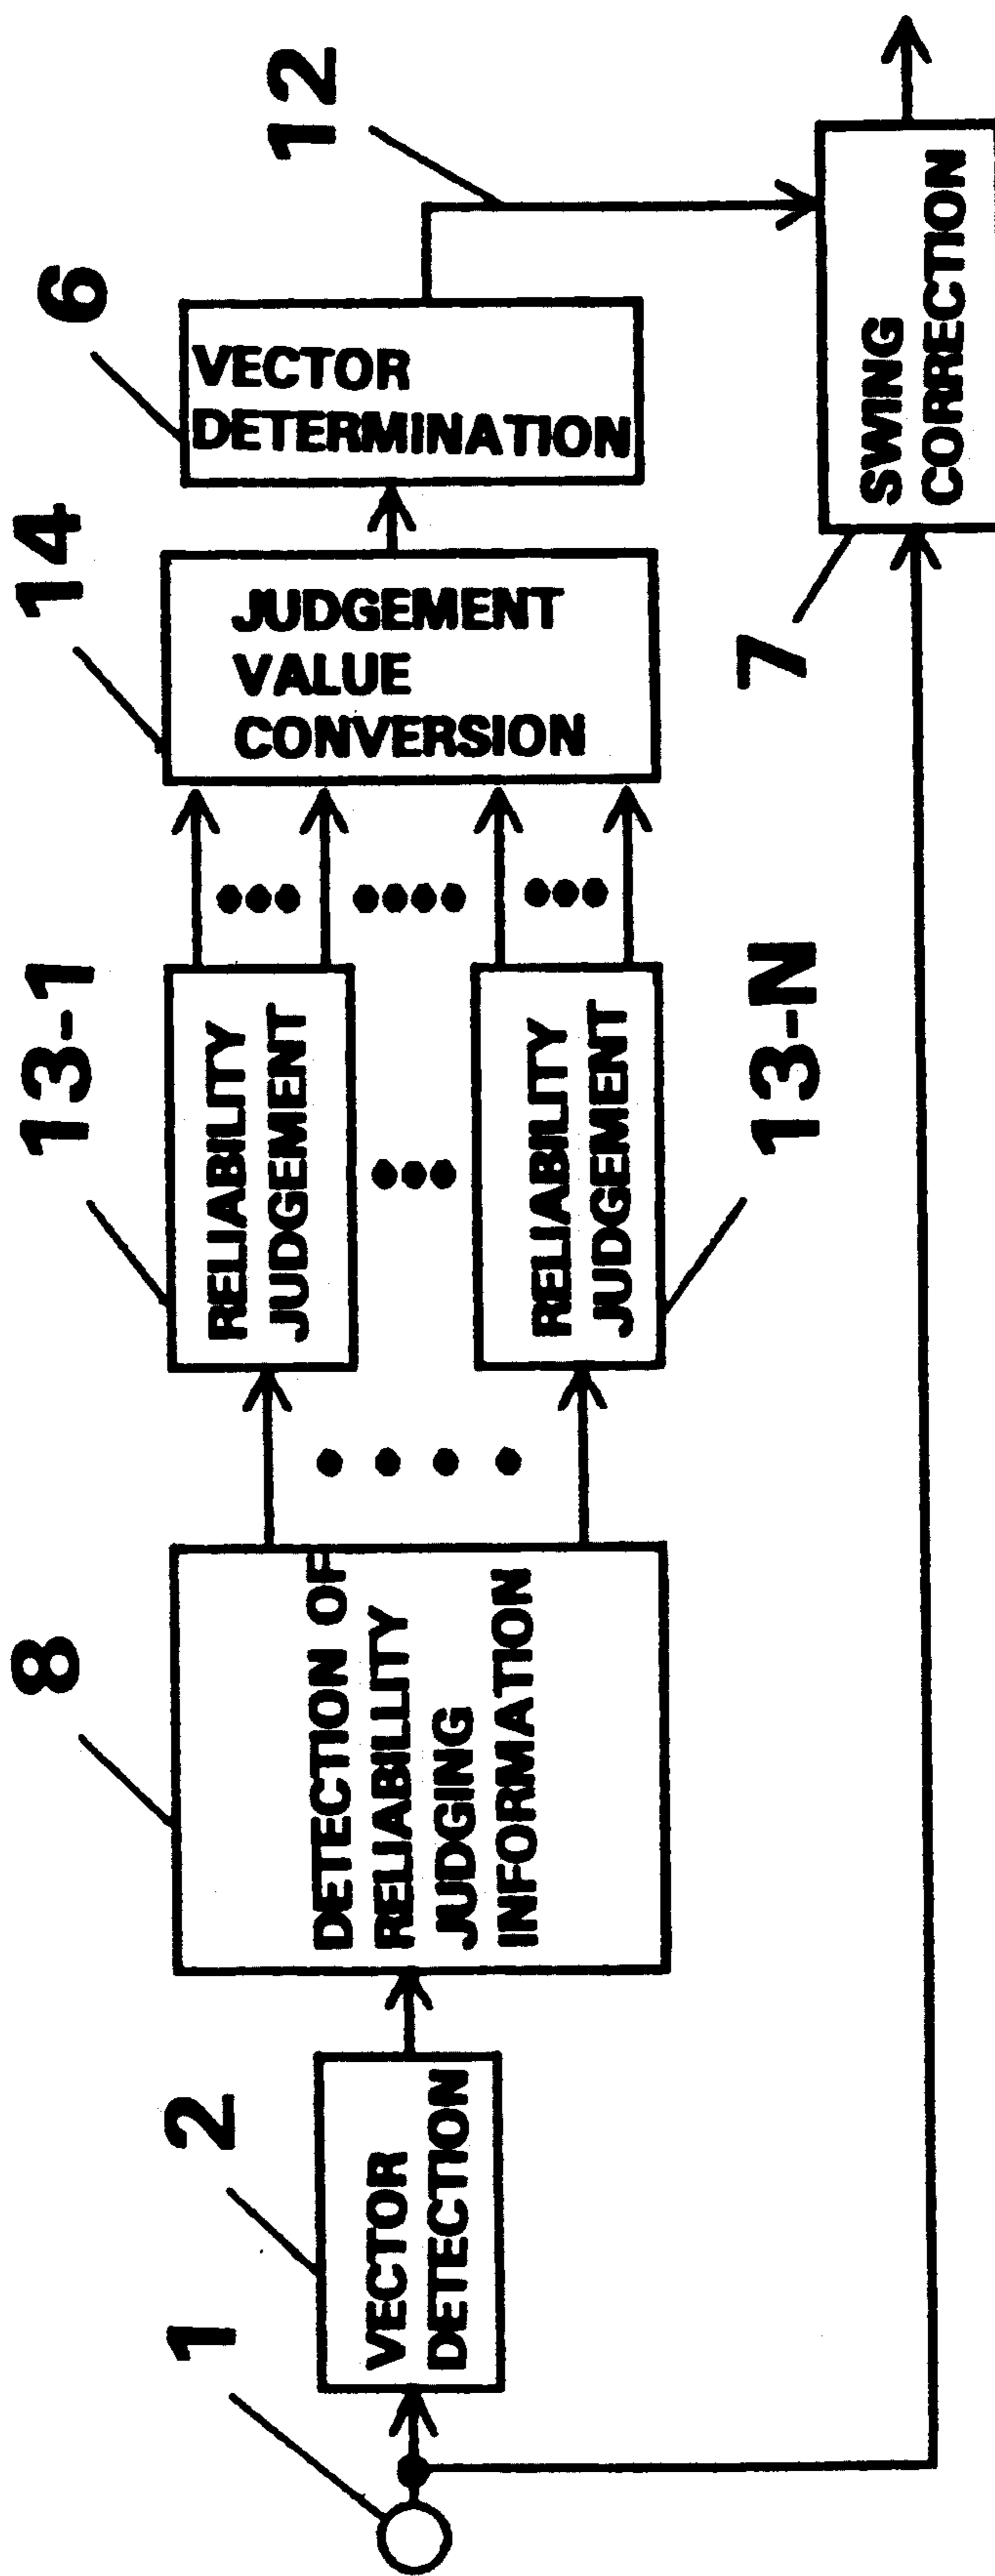 1
2
VECTOR
DETECTION
8
DETECTION OF
RELIABILLITY
JUDGING
INFORMATION
13-1
RELIABILITY
JUDGEMENT
RELIABILITY
JUDGEMENT
13-N
14
JUDGEMENT
VALUE
CONVERSION
6
VECTOR
DETERMINATION
12
7
SWING
CORRECTION